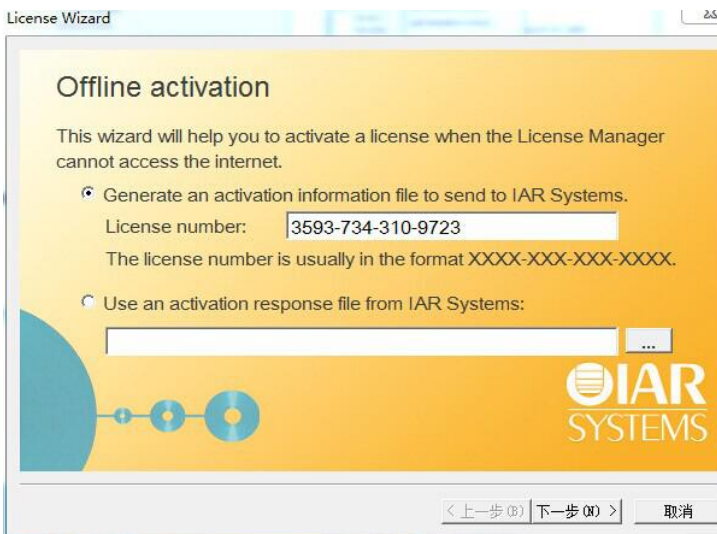 License Wizard
Offline activation
This wizard will help you to activate a license when the License Manager
cannot access the internet.
Generate an activation information file to send to IAR Systems.
License number: 3593-734-310-9723
The license number is usually in the format XXXX-XXX-XXX-XXXX.
Use an activation response file from IAR Systems:
...
IAR
SYSTEMS
< 上一步(B) 下一步(N) > 取消